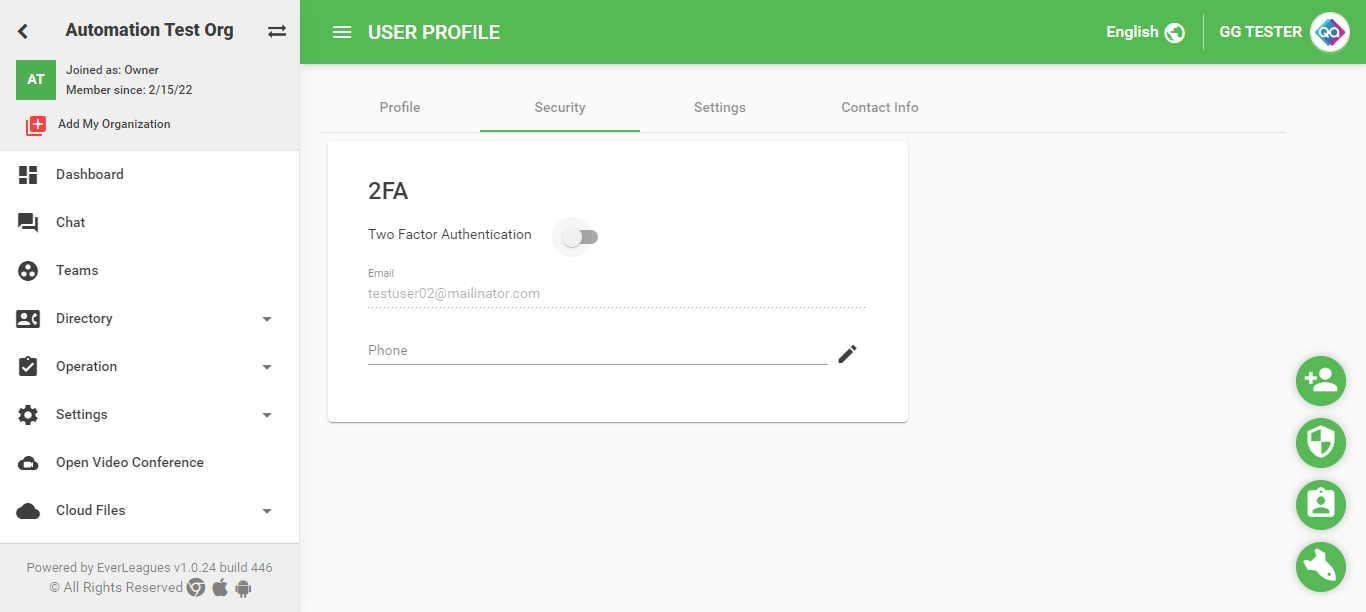 Automation Test Org
AT
Joined as: Owner
Member since: 2/15/22
Add My Organization
Dashboard
Chat
Teams
Directory
Operation
Settings
Open Video Conference
Cloud Files
Powered by EverLeagues v1.0.24 build 446
© All Rights Reserved
USER PROFILE
English
GG TESTER
QA
Profile
Security
Settings
Contact Info
2FA
Two Factor Authentication
Email
testuser02@mailinator.com
Phone